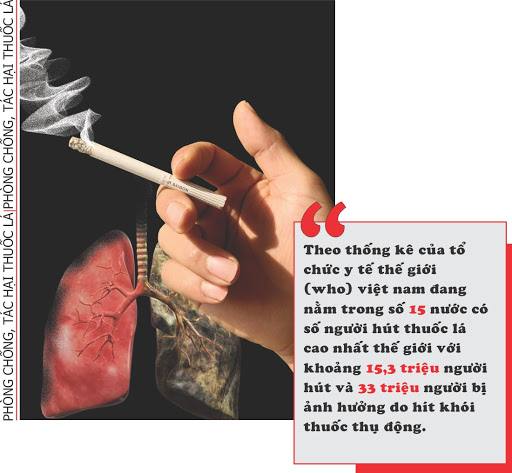 PHÒNG CHỐNG, TÁC HẠI THUỐC LÁ PHÒNG CHỐNG, TÁC HẠI THUỐC LÁ
Theo thống kê của tổ
chức y tế thế giới
(who) việt nam đang
nằm trong số 15 nước có
số người hút thuốc lá
cao nhất thế giới với
khoảng 15,3 triệu người
hút và 33 triệu người bị
ảnh hưởng do hít khói
thuốc thụ động.